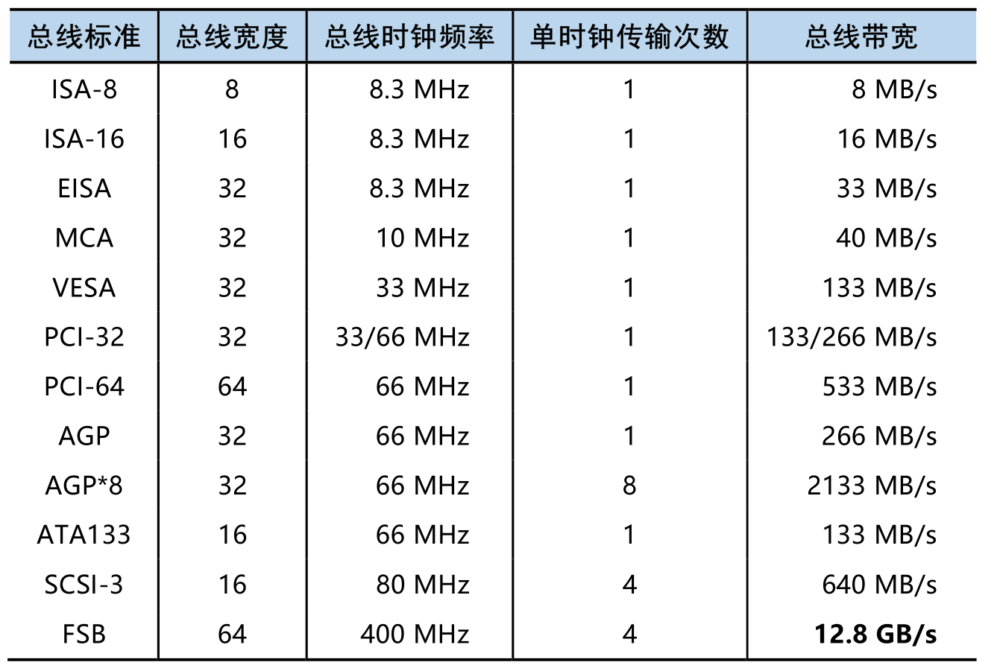 总线标准 总线宽度 总线时钟频率 单时钟传输次数 总线带宽
ISA-8 8 8.3 MHz 1 8 MB/s
ISA-16 16 8.3 MHz 1 16 MB/s
EISA 32 8.3 MHz 1 33 MB/s
MCA 32 10 MHz 1 40 MB/s
VESA 32 33 MHz 1 133 MB/s
PCI-32 32 33/66 MHz 1 133/266 MB/s
PCI-64 64 66 MHz 1 533 MB/s
AGP 32 66 MHz 1 266 MB/s
AGP*8 32 66 MHz 8 2133 MB/s
ATA133 16 66 MHz 1 133 MB/s
SCSI-3 16 80 MHz 4 640 MB/s
FSB 64 400 MHz 4 12.8 GB/s